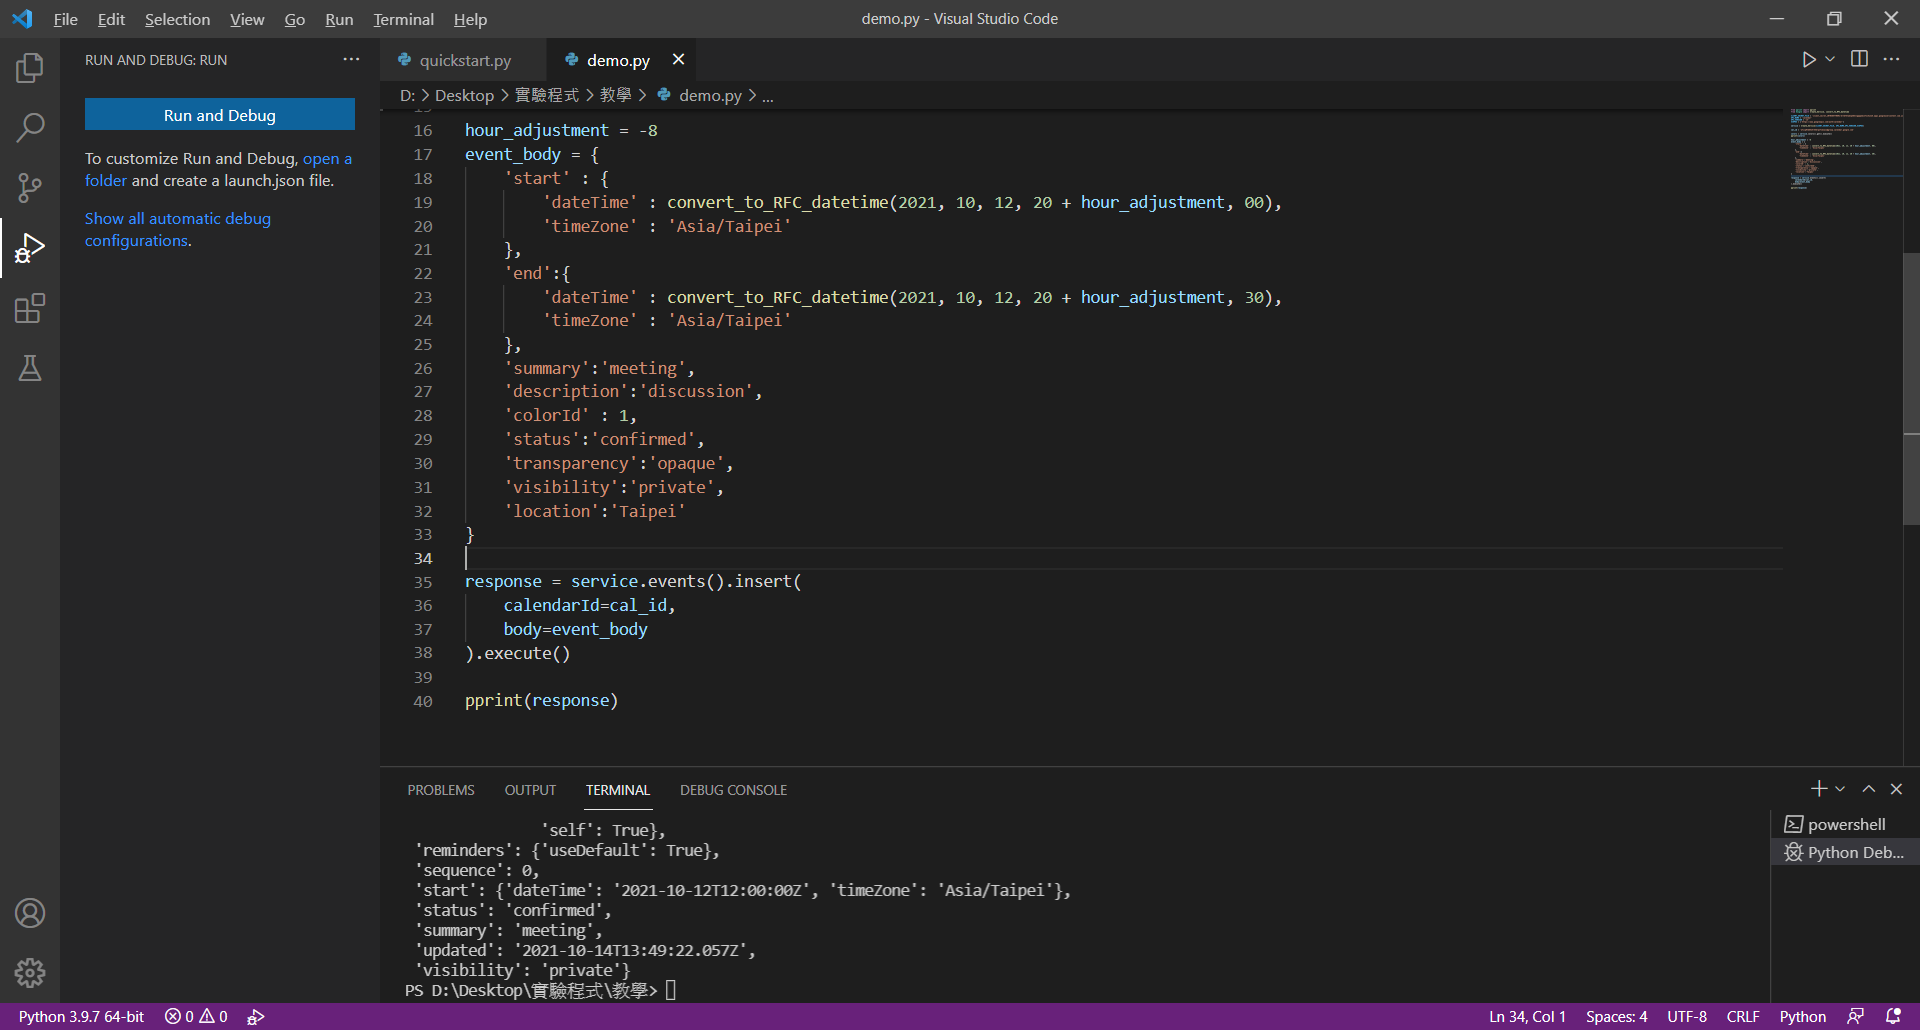 File Edit Selection View Go Run Terminal Help
demo.py - Visual Studio Code
RUN AND DEBUG: RUN ···
Run and Debug
To customize Run and Debug, open a
folder and create a launch.json file.
Show all automatic debug
configurations.
quickstart.py
demo.py
D: > Desktop > 實驗程式 > 教學 > demo.py > ...
16 hour_adjustment = -8
17 event_body = {
18     'start' : {
19         'dateTime' : convert_to_RFC_datetime(2021, 10, 12, 20 + hour_adjustment, 00),
20         'timeZone' : 'Asia/Taipei'
21     },
22     'end':{
23         'dateTime' : convert_to_RFC_datetime(2021, 10, 12, 20 + hour_adjustment, 30),
24         'timeZone' : 'Asia/Taipei'
25     },
26     'summary':'meeting',
27     'description':'discussion',
28     'colorId' : 1,
29     'status':'confirmed',
30     'transparency':'opaque',
31     'visibility':'private',
32     'location':'Taipei'
33 }
34
35 response = service.events().insert(
36     calendarId=cal_id,
37     body=event_body
38 ).execute()
39
40 pprint(response)
PROBLEMS OUTPUT TERMINAL DEBUG CONSOLE
'self': True},
'reminders': {'useDefault': True},
'sequence': 0,
'start': {'dateTime': '2021-10-12T12:00:00Z', 'timeZone': 'Asia/Taipei'},
'status': 'confirmed',
'summary': 'meeting',
'updated': '2021-10-14T13:49:22.057Z',
'visibility': 'private'}
PS D:\Desktop\實驗程式\教學>
powershell
Python Deb...
Python 3.9.7 64-bit 0 0
Ln 34, Col 1 Spaces: 4 UTF-8 CRLF Python